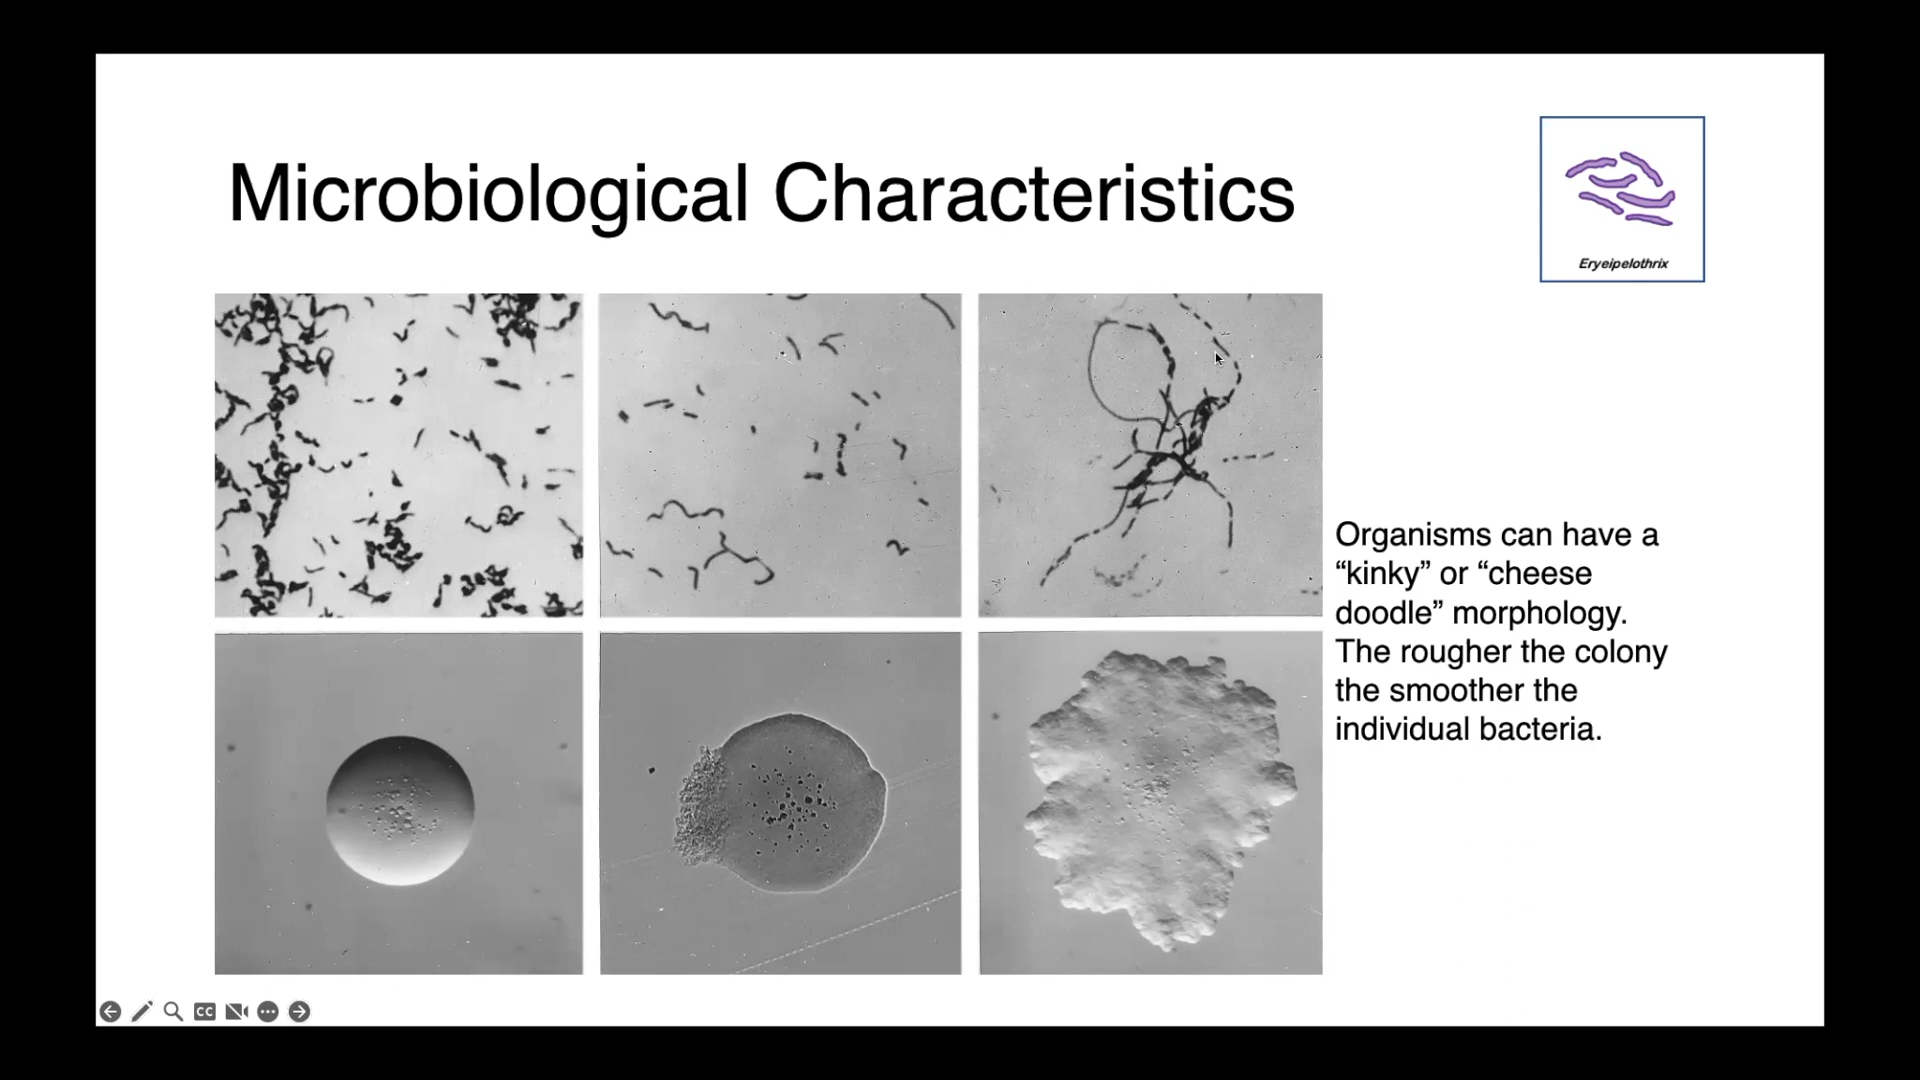 Microbiological Characteristics
Eryeipelothrix
Organisms can have a
“kinky” or “cheese
doodle” morphology.
The rougher the colony
the smoother the
individual bacteria.
CC